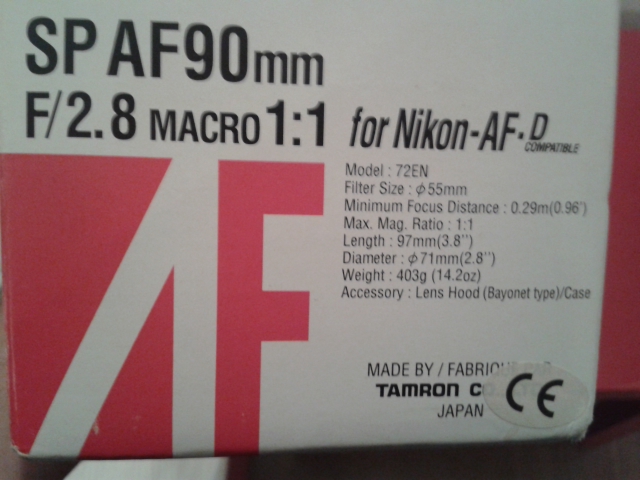 SP AF90mm
F/2.8 MACRO 1:1 for Nikon-AF·D
COMPATIBLE
AF
Model : 72EN
Filter Size : ϕ55mm
Minimum Focus Distance : 0.29m(0.96')
Max. Mag. Ratio : 1:1
Length : 97mm(3.8'')
Diameter : ϕ71mm(2.8'')
Weight : 403g (14.2oz)
Accessory : Lens Hood (Bayonet type)/Case
MADE BY /
TAMRON
JAPAN
CE